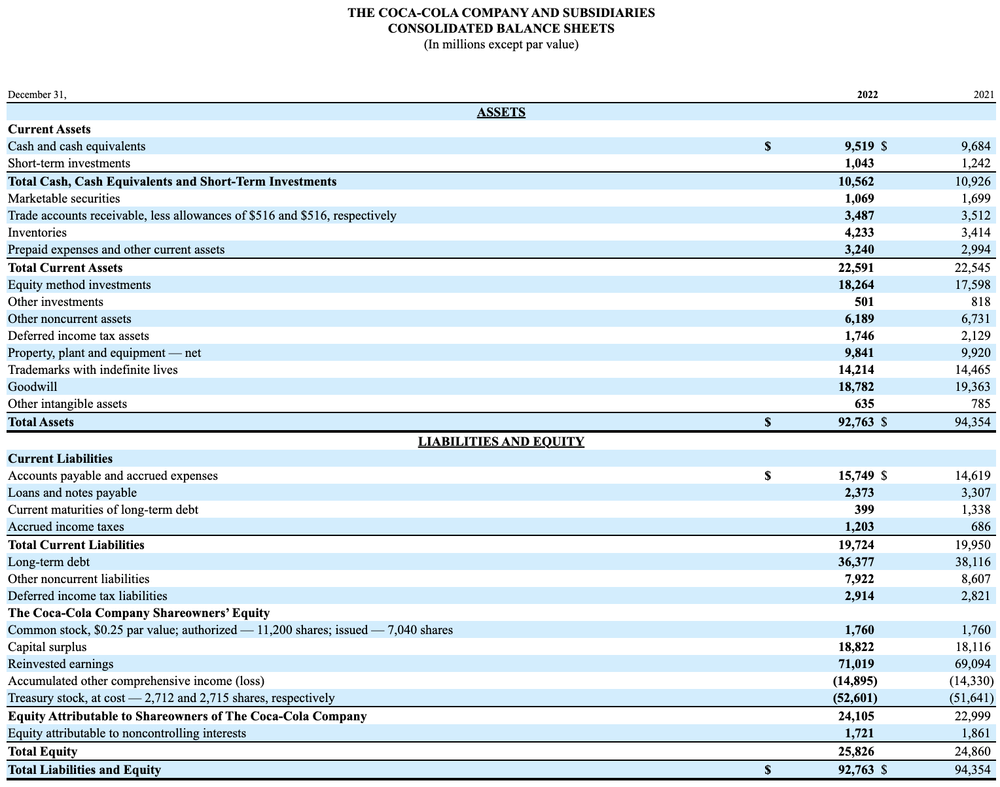 THE COCA-COLA COMPANY AND SUBSIDIARIES
CONSOLIDATED BALANCE SHEETS
(In millions except par value)
December 31, 2022 2021
ASSETS
Current Assets
Cash and cash equivalents $ 9,519 $ 9,684
Short-term investments 1,043 1,242
Total Cash, Cash Equivalents and Short-Term Investments 10,562 10,926
Marketable securities 1,069 1,699
Trade accounts receivable, less allowances of $516 and $516, respectively 3,487 3,512
Inventories 4,233 3,414
Prepaid expenses and other current assets 3,240 2,994
Total Current Assets 22,591 22,545
Equity method investments 18,264 17,598
Other investments 501 818
Other noncurrent assets 6,189 6,731
Deferred income tax assets 1,746 2,129
Property, plant and equipment — net 9,841 9,920
Trademarks with indefinite lives 14,214 14,465
Goodwill 18,782 19,363
Other intangible assets 635 785
Total Assets $ 92,763 $ 94,354
LIABILITIES AND EQUITY
Current Liabilities
Accounts payable and accrued expenses $ 15,749 $ 14,619
Loans and notes payable 2,373 3,307
Current maturities of long-term debt 399 1,338
Accrued income taxes 1,203 686
Total Current Liabilities 19,724 19,950
Long-term debt 36,377 38,116
Other noncurrent liabilities 7,922 8,607
Deferred income tax liabilities 2,914 2,821
The Coca-Cola Company Shareowners’ Equity
Common stock, $0.25 par value; authorized — 11,200 shares; issued — 7,040 shares 1,760 1,760
Capital surplus 18,822 18,116
Reinvested earnings 71,019 69,094
Accumulated other comprehensive income (loss) (14,895) (14,330)
Treasury stock, at cost — 2,712 and 2,715 shares, respectively (52,601) (51,641)
Equity Attributable to Shareowners of The Coca-Cola Company 24,105 22,999
Equity attributable to noncontrolling interests 1,721 1,861
Total Equity 25,826 24,860
Total Liabilities and Equity $ 92,763 $ 94,354